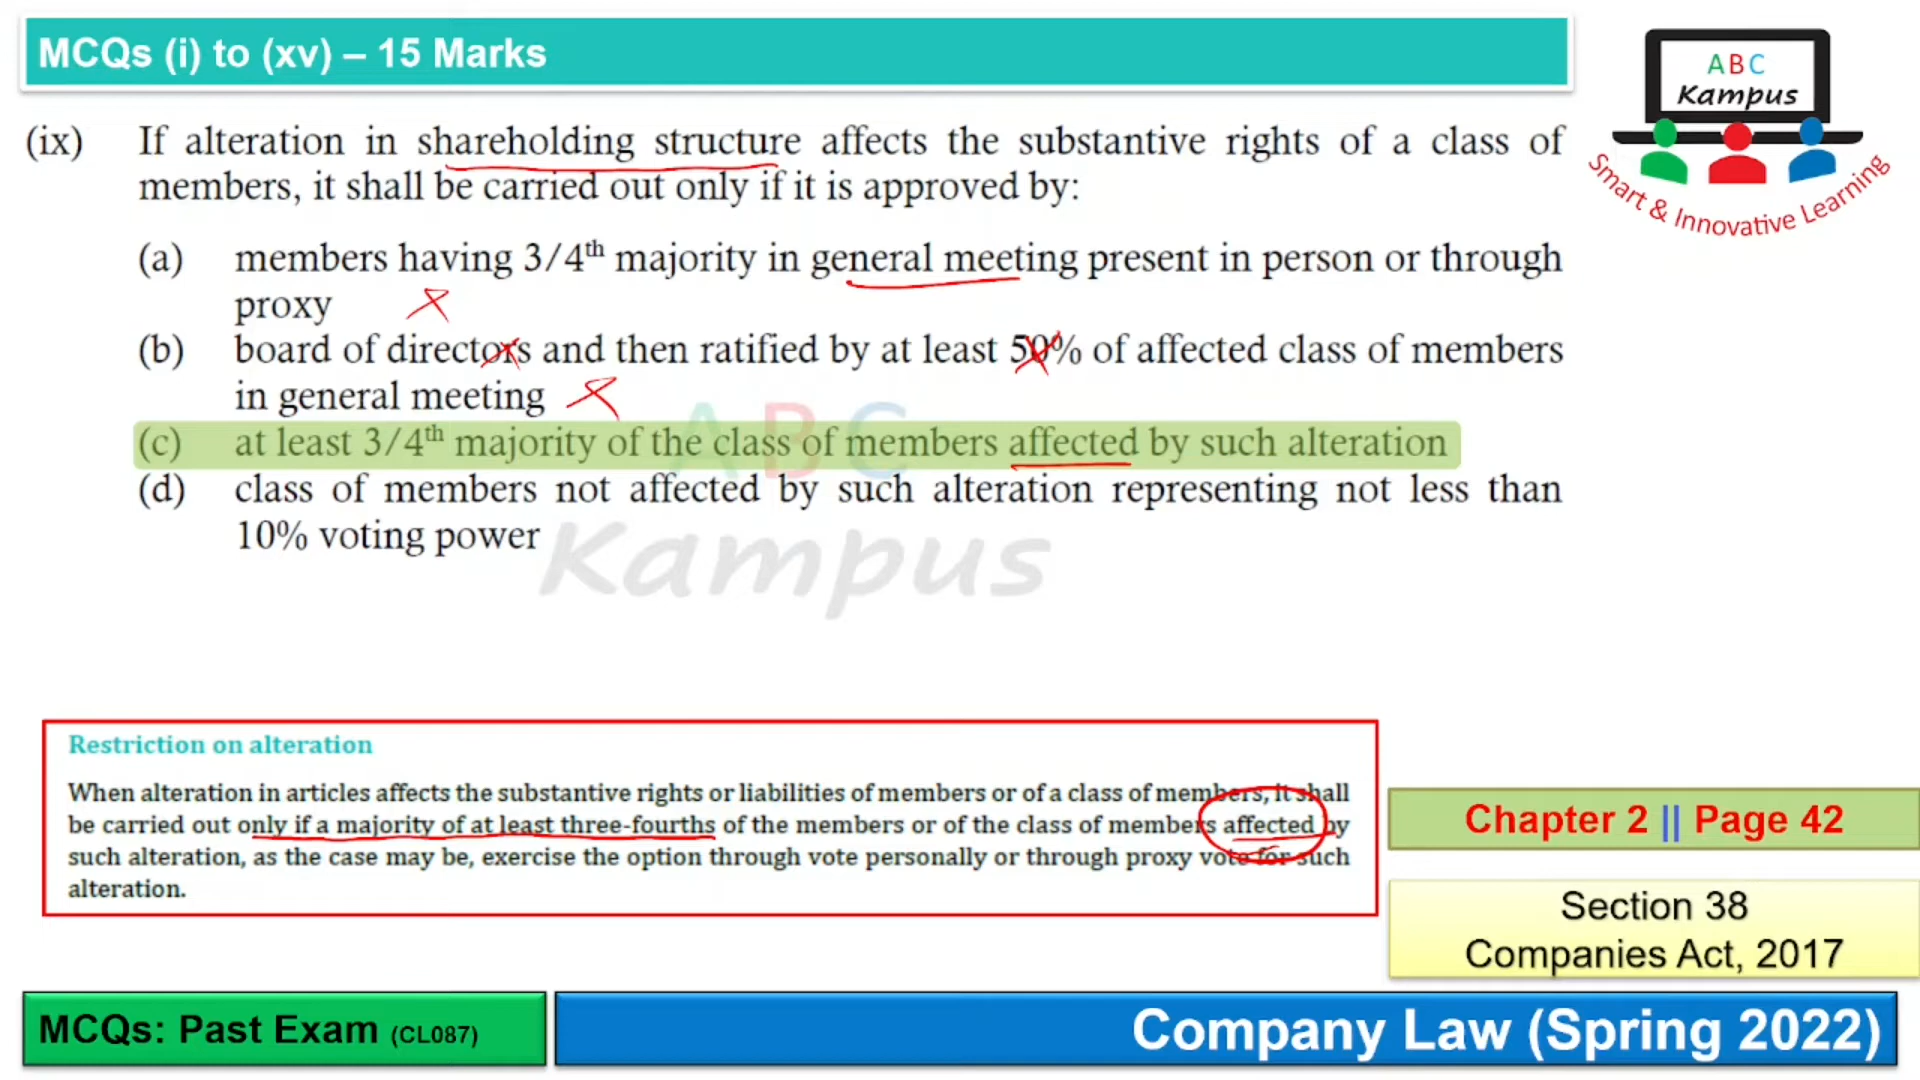 MCQs (i) to (xv) – 15 Marks
ABC
Kampus
Smart & Innovative Learning
(ix) If alteration in shareholding structure affects the substantive rights of a class of
members, it shall be carried out only if it is approved by:
(a) members having 3/4th majority in general meeting present in person or through
proxy
(b) board of directors and then ratified by at least 50% of affected class of members
in general meeting
(c) at least 3/4th majority of the class of members affected by such alteration
(d) class of members not affected by such alteration representing not less than
10% voting power
ABC
Kampus
Restriction on alteration
When alteration in articles affects the substantive rights or liabilities of members or of a class of members, it shall
be carried out only if a majority of at least three-fourths of the members or of the class of members affected by
such alteration, as the case may be, exercise the option through vote personally or through proxy vote for such
alteration.
Chapter 2 || Page 42
Section 38
Companies Act, 2017
MCQs: Past Exam (CL087)
Company Law (Spring 2022)